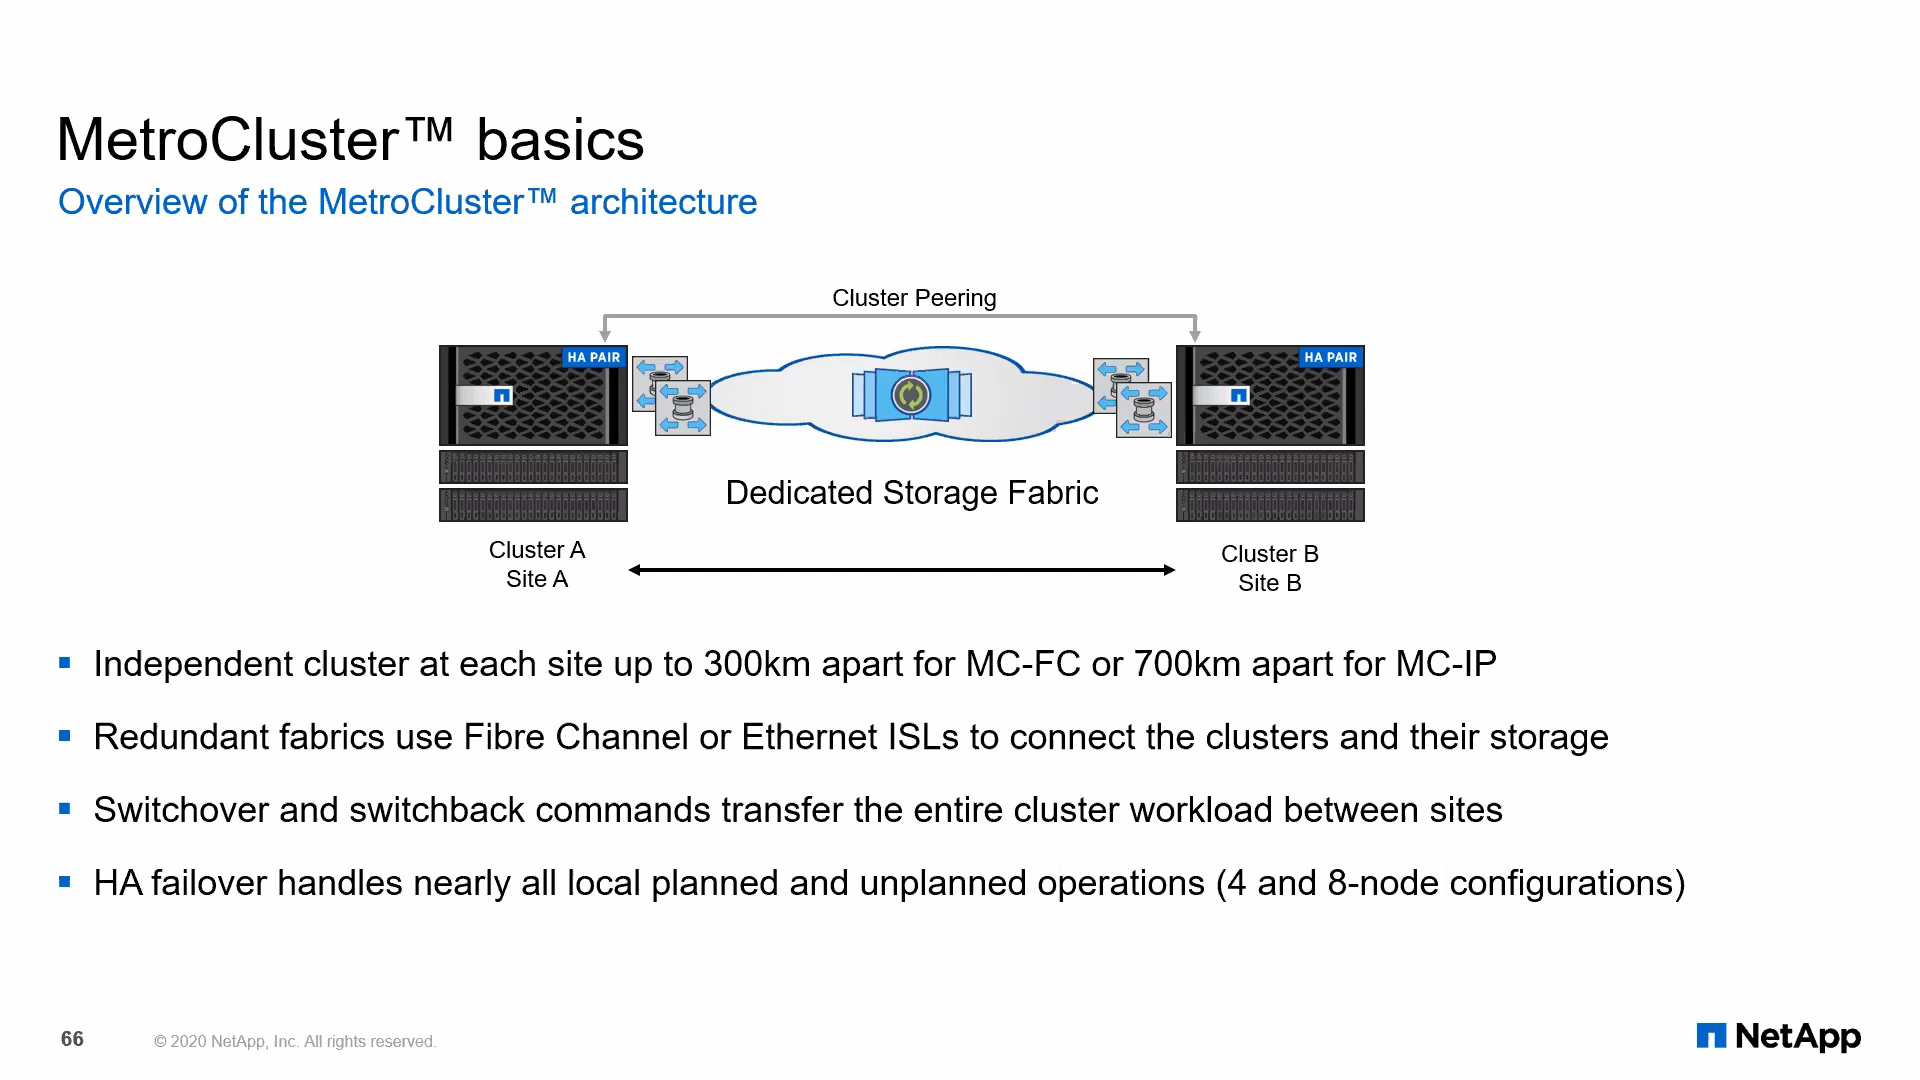 MetroCluster™ basics
Overview of the MetroCluster™ architecture
Cluster Peering
HA PAIR
HA PAIR
Dedicated Storage Fabric
Cluster A
Site A
Cluster B
Site B
Independent cluster at each site up to 300km apart for MC-FC or 700km apart for MC-IP
Redundant fabrics use Fibre Channel or Ethernet ISLs to connect the clusters and their storage
Switchover and switchback commands transfer the entire cluster workload between sites
HA failover handles nearly all local planned and unplanned operations (4 and 8-node configurations)
66
© 2020 NetApp, Inc. All rights reserved.
NetApp